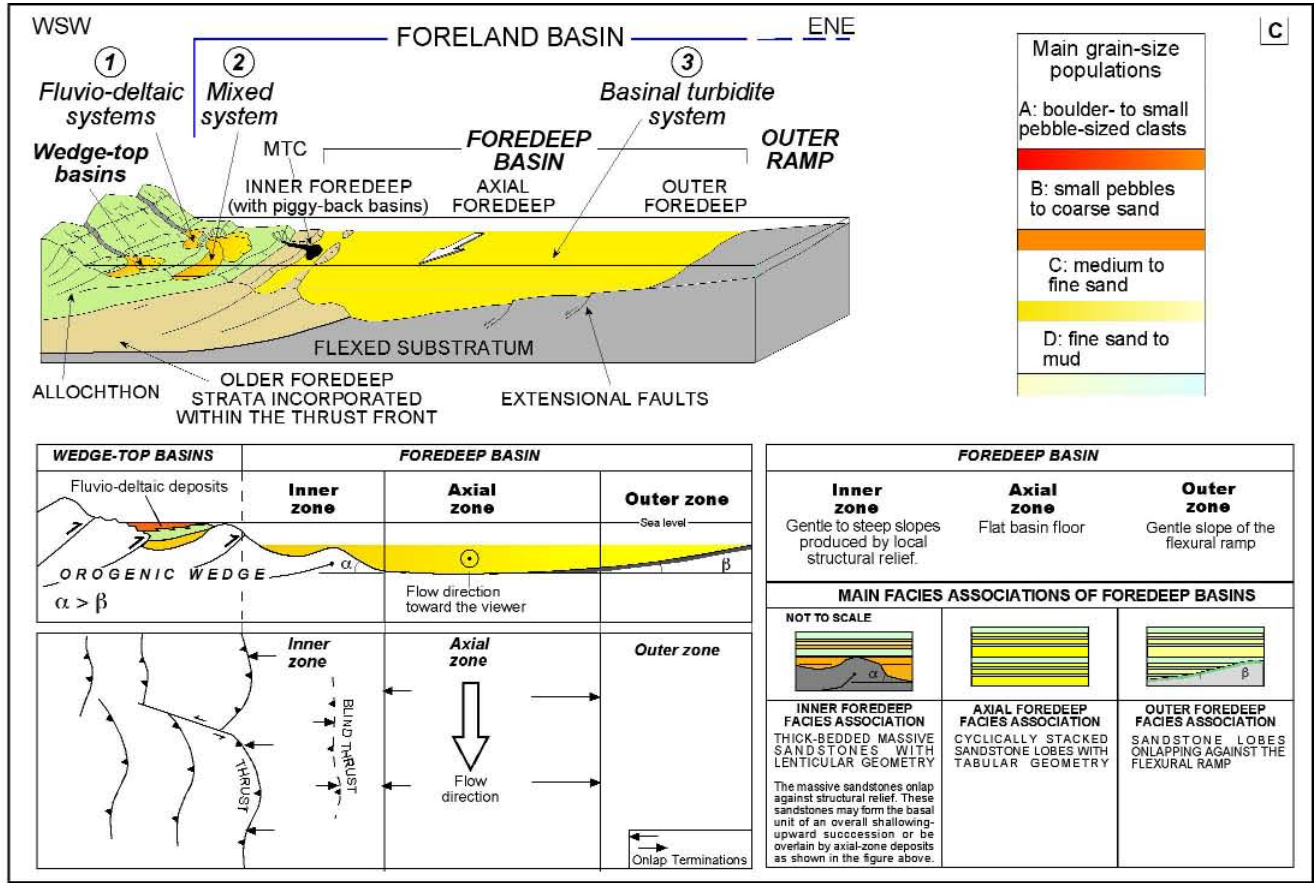 WSW
FORELAND BASIN
ENE
C
1
Fluvio-deltaic
systems
2
Mixed
system
3
Basinal turbidite
system
Wedge-top
basins
MTC
FOREDEEP
BASIN
OUTER
RAMP
INNER FOREDEEP
(with piggy-back basins)
AXIAL
FOREDEEP
OUTER
FOREDEEP
FLEXED SUBSTRATUM
ALLOCHTHON
OLDER FOREDEEP
STRATA INCORPORATED
WITHIN THE THRUST FRONT
EXTENSIONAL FAULTS
Main grain-size
populations
A: boulder- to small
pebble-sized clasts
B: small pebbles
to coarse sand
C: medium to
fine sand
D: fine sand to
mud
WEDGE-TOP BASINS
FOREDEEP BASIN
Fluvio-deltaic deposits
Inner
zone
Axial
zone
Outer zone
Sea level
OROGENIC WEDGE
α
β
α > β
Flow direction
toward the viewer
Inner
zone
Axial
zone
Outer zone
BLIND THRUST
THRUST
Flow
direction
Onlap Terminations
FOREDEEP BASIN
Inner
zone
Gentle to steep slopes
produced by local
structural relief.
Axial
zone
Flat basin floor
Outer
zone
Gentle slope of the
flexural ramp
MAIN FACIES ASSOCIATIONS OF FOREDEEP BASINS
NOT TO SCALE
α
β
INNER FOREDEEP
FACIES ASSOCIATION
THICK-BEDDED MASSIVE
SANDSTONES WITH
LENTICULAR GEOMETRY
The massive sandstones onlap
against structural relief. These
sandstones may form the basal
unit of an overall shallowing-
upward succcession or be
overlain by axial-zone deposits
as shown in the figure above.
AXIAL FOREDEEP
FACIES ASSOCIATION
CYCLICALLY STACKED
SANDSTONE LOBES WITH
TABULAR GEOMETRY
OUTER FOREDEEP
FACIES ASSOCIATION
SANDSTONE LOBES
ONLAPPING AGAINST THE
FLEXURAL RAMP